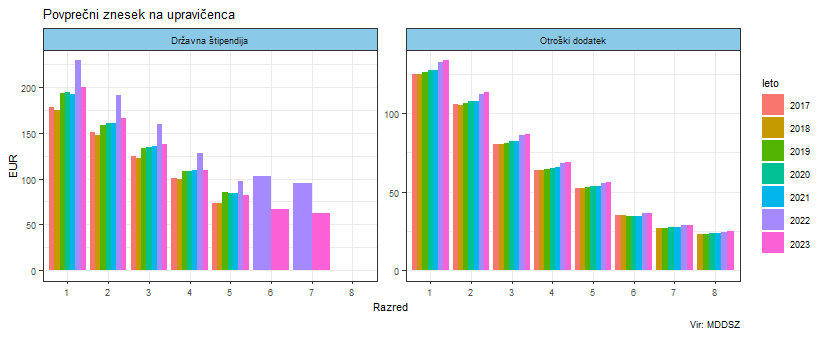 Povprečni znesek na upravičenca
Državna štipendija
Otroški dodatek
EUR
200
150
100
50
0
100
50
0
1 2 3 4 5 6 7 8
1 2 3 4 5 6 7 8
Razred
leto
2017
2018
2019
2020
2021
2022
2023
Vir: MDDSZ